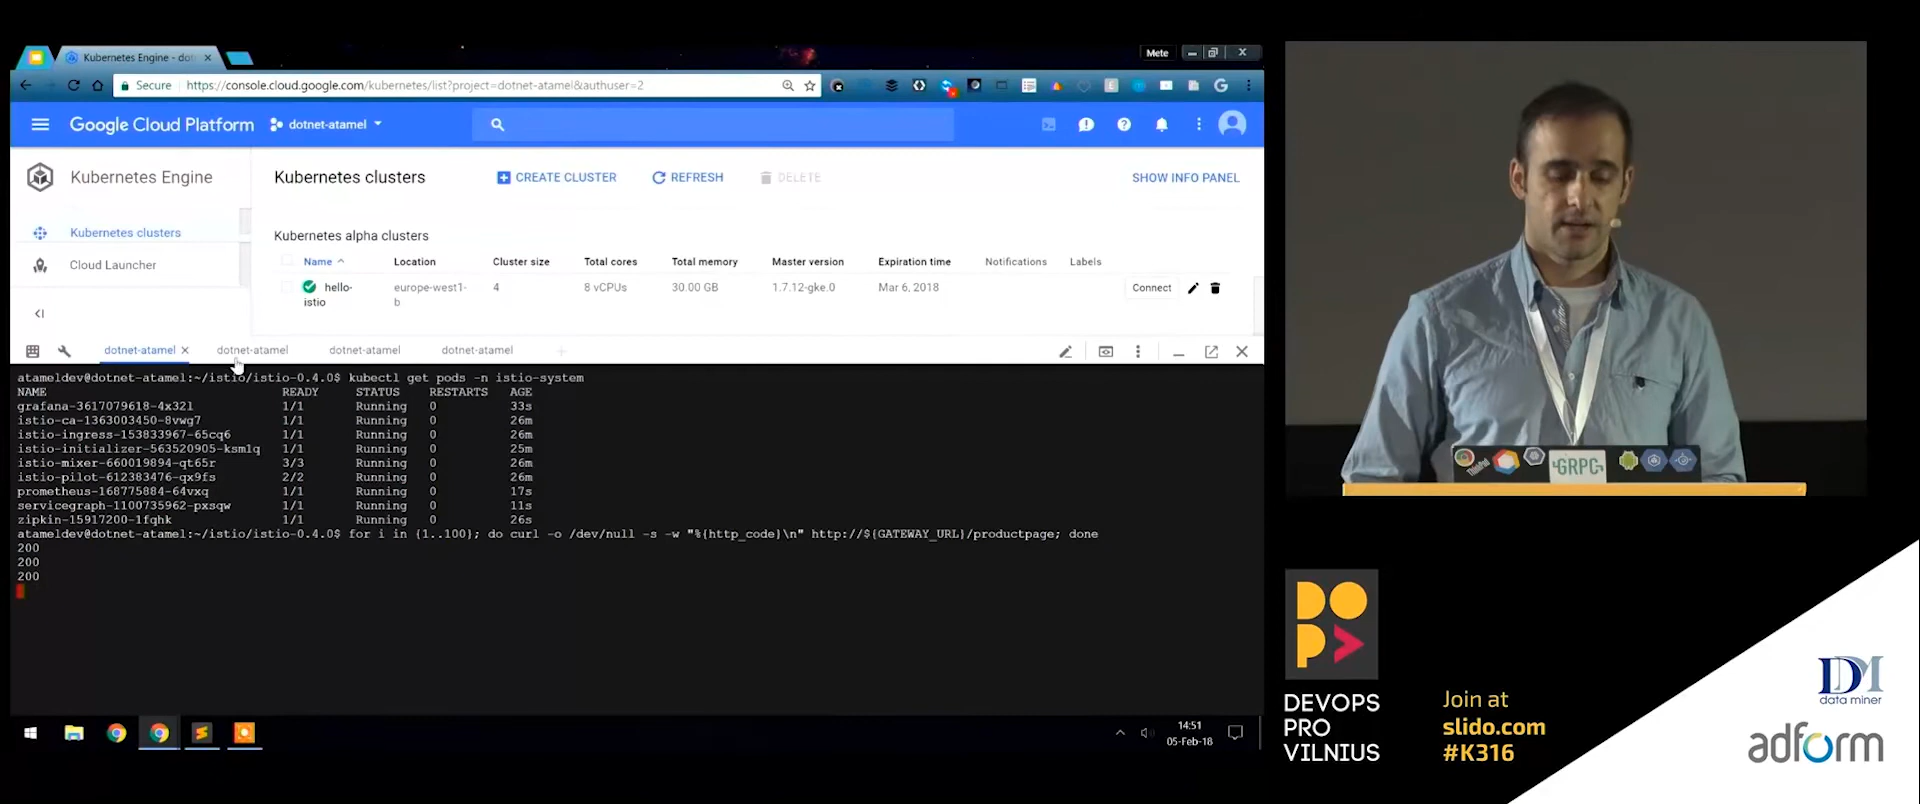 Kubernetes Engine - dot
Mete
Secure
https://console.cloud.google.com/kubernetes/list?project=dotnet-atamel&authuser=2
Google Cloud Platform
dotnet-atamel
Kubernetes Engine
Kubernetes clusters
CREATE CLUSTER
REFRESH
DELETE
SHOW INFO PANEL
Kubernetes clusters
Cloud Launcher
Kubernetes alpha clusters
Name Location Cluster size Total cores Total memory Master version Expiration time Notifications Labels
hello-istio europe-west1-b 4 8 vCPUs 30.00 GB 1.7.12-gke.0 Mar 6, 2018 Connect
dotnet-atamel dotnet-atamel dotnet-atamel dotnet-atamel
atameldev@dotnet-atamel:~/istio/istio-0.4.0$ kubectl get pods -n istio-system
NAME READY STATUS RESTARTS AGE
grafana-3617079618-4x32l 1/1 Running 0 33s
istio-ca-1363003450-8vwg7 1/1 Running 0 26m
istio-ingress-153833967-65cq6 1/1 Running 0 26m
istio-initializer-563520905-ksm1q 1/1 Running 0 25m
istio-mixer-660019894-qt65r 3/3 Running 0 26m
istio-pilot-612383476-qx9fs 2/2 Running 0 26m
prometheus-168775884-64vxq 1/1 Running 0 17s
servicegraph-1100735962-pxsqw 1/1 Running 0 11s
zipkin-15917200-1fqhk 1/1 Running 0 26s
atameldev@dotnet-atamel:~/istio/istio-0.4.0$ for i in {1..100}; do curl -o /dev/null -s -w "%{http_code}\n" http://${GATEWAY_URL}/productpage; done
200
200
200
14:51
05-Feb-18
ThinkPad
GRPC
DEVOPS
PRO
VILNIUS
Join at
slido.com
#K316
DM
data miner
adform